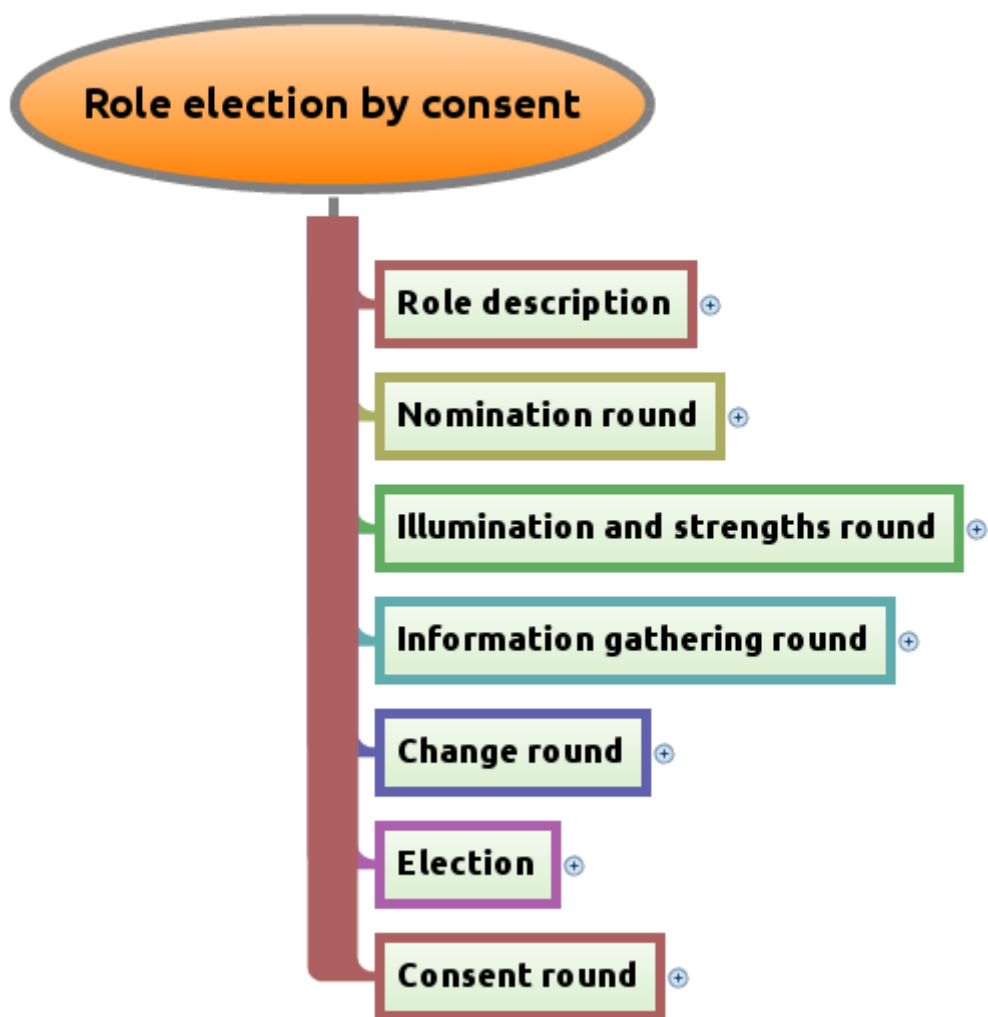 Role election by consent
Role description
Nomination round
Illumination and strengths round
Information gathering round
Change round
Election
Consent round